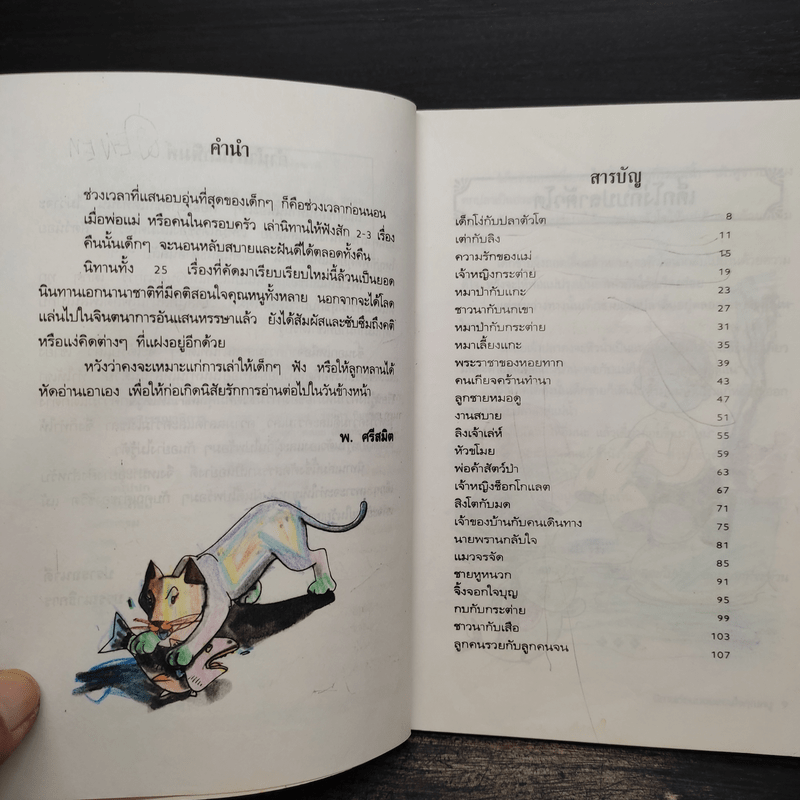 คำนำ
ช่วงเวลาที่แสนอบอุ่นที่สุดของเด็กๆ ก็คือช่วงเวลาก่อนนอน
เมื่อพ่อแม่ หรือคนในครอบครัว เล่านิทานให้ฟังสัก 2-3 เรื่อง
คืนนั้นเด็กๆ จะนอนหลับสบายและฝันดีได้ตลอดทั้งคืน
นิทานทั้ง 25 เรื่องที่คัดมาเรียบเรียบใหม่นี้ล้วนเป็นยอด
นินทานเอกนานาชาติที่มีคติสอนใจคุณหนูทั้งหลาย นอกจากจะได้โลด
แล่นไปในจินตนาการอันแสนหรรษาแล้ว ยังได้สัมผัสและซับซึมถึงคติ
หรือแง่คิดต่างๆ ที่แฝงอยู่อีกด้วย
หวังว่าคงจะเหมาะแก่การเล่าให้เด็กๆ ฟัง หรือให้ลูกหลานได้
หัดอ่านเอาเอง เพื่อให้ก่อเกิดนิสัยรักการอ่านต่อไปในวันข้างหน้า
พ. ศรีสมิต
สารบัญ
เด็กโง่กับปลาตัวโต 8
เต่ากับลิง 11
ความรักของแม่ 15
เจ้าหญิงกระต่าย 19
หมาป่ากับแกะ 23
ชาวนากับนกเขา 27
หมาป่ากับกระต่าย 31
หมาเลี้ยงแกะ 35
พระราชาของหอยทาก 39
คนเกียจคร้านทำนา 43
ลูกชายหมอดู 47
งานสบาย 51
ลิงเจ้าเล่ห์ 55
หัวขโมย 59
พ่อค้าสัตว์ป่า 63
เจ้าหญิงช็อกโกแลต 67
สิงโตกับมด 71
เจ้าของบ้านกับคนเดินทาง 75
นายพรานกลับใจ 81
แมวจรจัด 85
ชายหูหนวก 91
จิ้งจอกใจบุญ 95
กบกับกระต่าย 99
ชาวนากับเสือ 103
ลูกคนรวยกับลูกคนจน 107